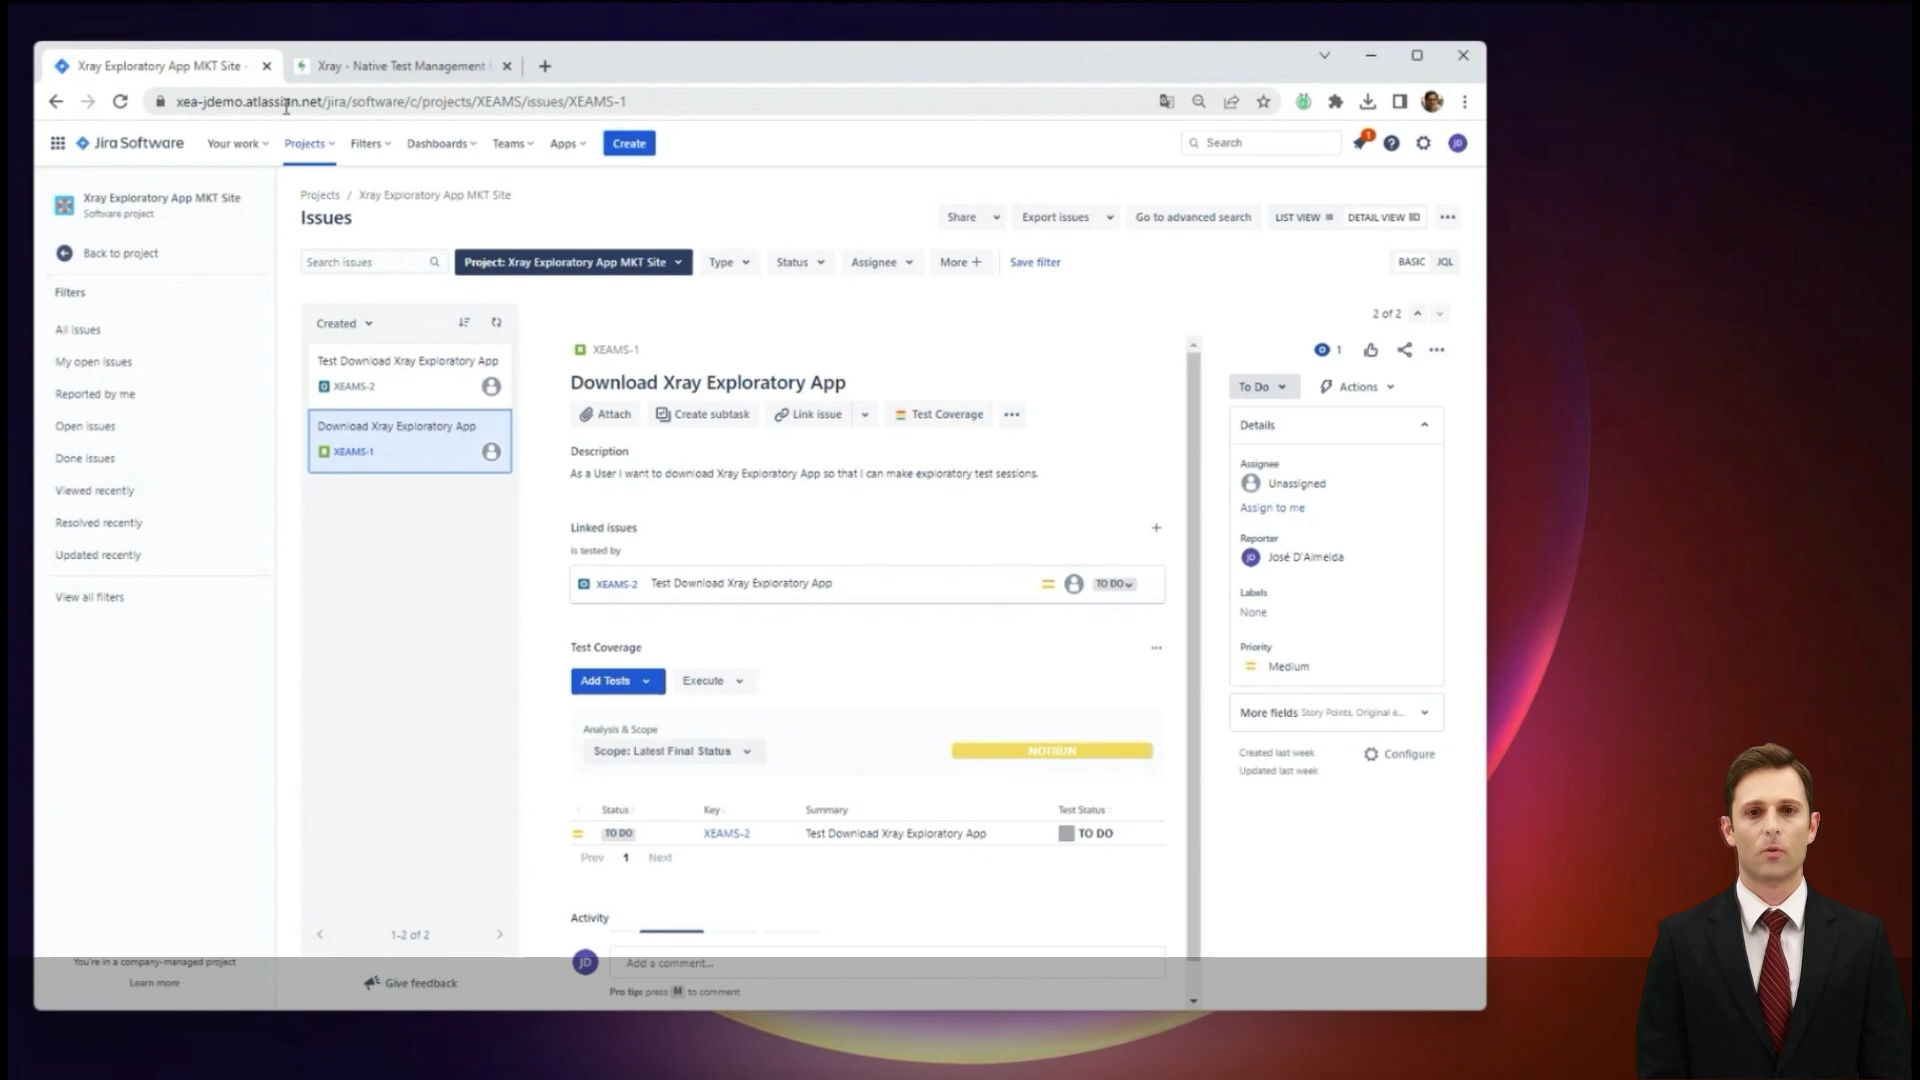 Xray Exploratory App MKT Site -
Xray - Native Test Management f
xea-jdemo.atlassian.net/jira/software/c/projects/XEAMS/issues/XEAMS-1
Jira Software
Your work
Projects
Filters
Dashboards
Teams
Apps
Create
Search
1
JD
Xray Exploratory App MKT Site
Software project
Back to project
Filters
All issues
My open issues
Reported by me
Open issues
Done issues
Viewed recently
Resolved recently
Updated recently
View all filters
You're in a company-managed project
Learn more
Projects / Xray Exploratory App MKT Site
Issues
Share
Export issues
Go to advanced search
LIST VIEW
DETAIL VIEW
Search issues
Project: Xray Exploratory App MKT Site
Type
Status
Assignee
More +
Save filter
BASIC
JQL
Created
Test Download Xray Exploratory App
XEAMS-2
Download Xray Exploratory App
XEAMS-1
1-2 of 2
Give feedback
2 of 2
XEAMS-1
Download Xray Exploratory App
Attach
Create subtask
Link issue
Test Coverage
Description
As a User I want to download Xray Exploratory App so that I can make exploratory test sessions.
Linked issues
is tested by
XEAMS-2 Test Download Xray Exploratory App
TO DO
Test Coverage
Add Tests
Execute
Analysis & Scope
Scope: Latest Final Status
NOTRUN
Status Key Summary Test Status
TO DO XEAMS-2 Test Download Xray Exploratory App TO DO
Prev 1 Next
Activity
JD
Add a comment...
Pro tip: press M to comment
1
To Do
Actions
Details
Assignee
Unassigned
Assign to me
Reporter
JD José D'Almeida
Labels
None
Priority
Medium
More fields Story Points, Original e...
Created last week
Updated last week
Configure